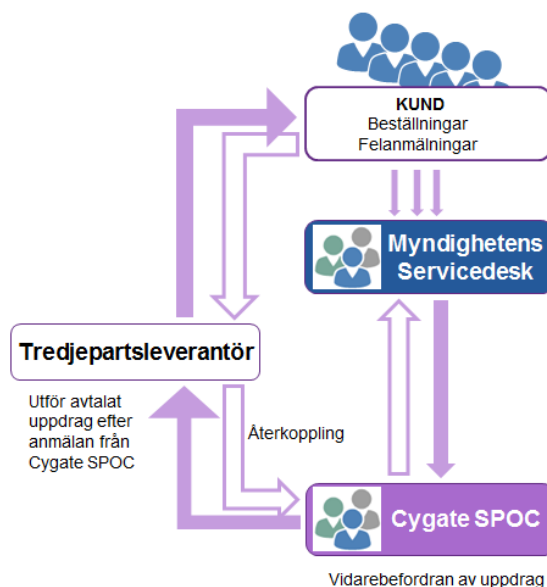 KUND
Beställningar
Felanmälningar
Myndighetens
Servicedesk
Tredjepartsleverantör
Utför avtalat
uppdrag efter
anmälan från
Cygate SPOC
Återkoppling
Cygate SPOC
Vidarebefordran av uppdrag